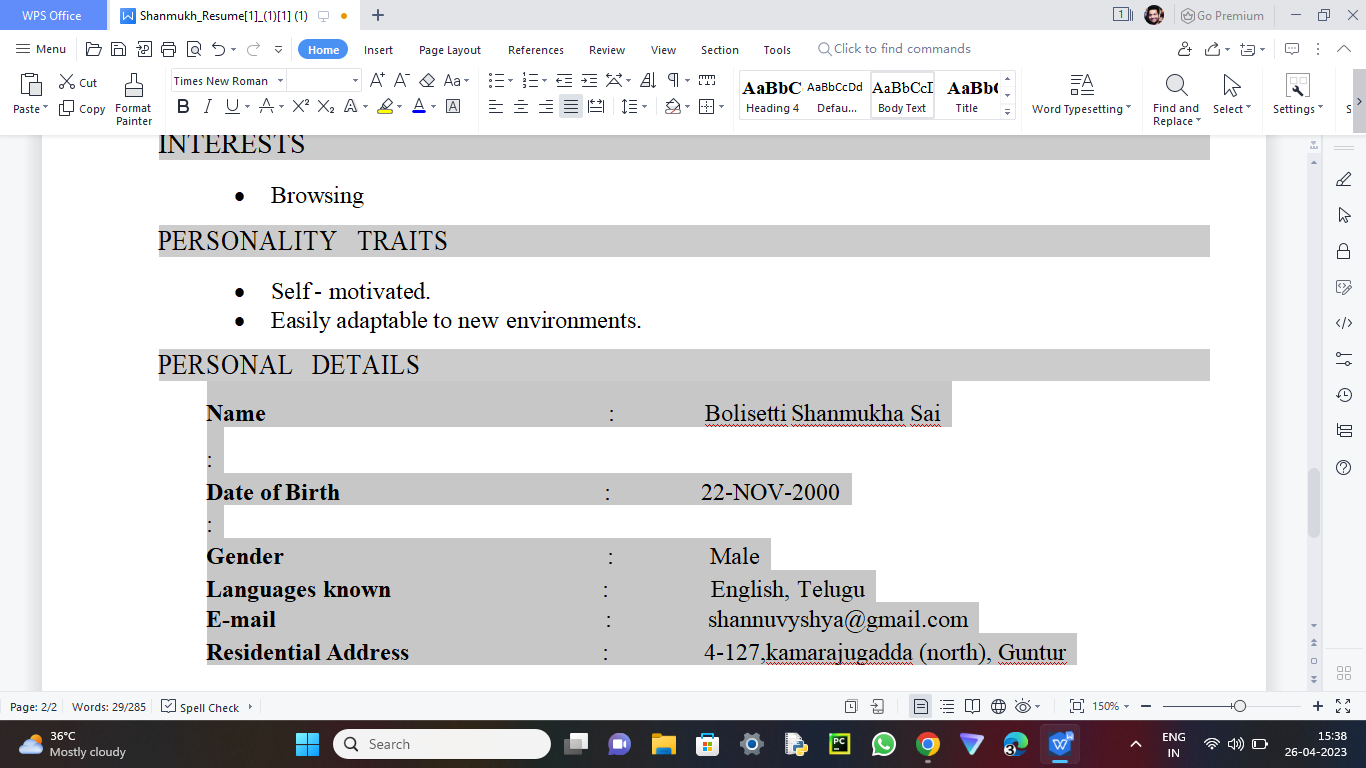 WPS Office
Shanmukh_Resume[1]_(1)[1] (1)
1
Go Premium
Menu
Home
Insert
Page Layout
References
Review
View
Section
Tools
Click to find commands
Paste
Cut
Copy
Format Painter
Times New Roman
AaBbC
Heading 4
AaBbCcDd
Defau...
AaBbCcD
Body Text
AaBb(
Title
Word Typesetting
Find and Replace
Select
Settings
S
INTERESTS
• Browsing
PERSONALITY TRAITS
• Self - motivated.
• Easily adaptable to new environments.
PERSONAL DETAILS
Name : Bolisetti Shanmukha Sai
:
Date of Birth : 22-NOV-2000
:
Gender : Male
Languages known : English, Telugu
E-mail : shannuvyshya@gmail.com
Residential Address : 4-127,kamarajugadda (north), Guntur
Page: 2/2 Words: 29/285 Spell Check 150%
36°C
Mostly cloudy
Search
PC
3
ENG
IN
15:38
26-04-2023